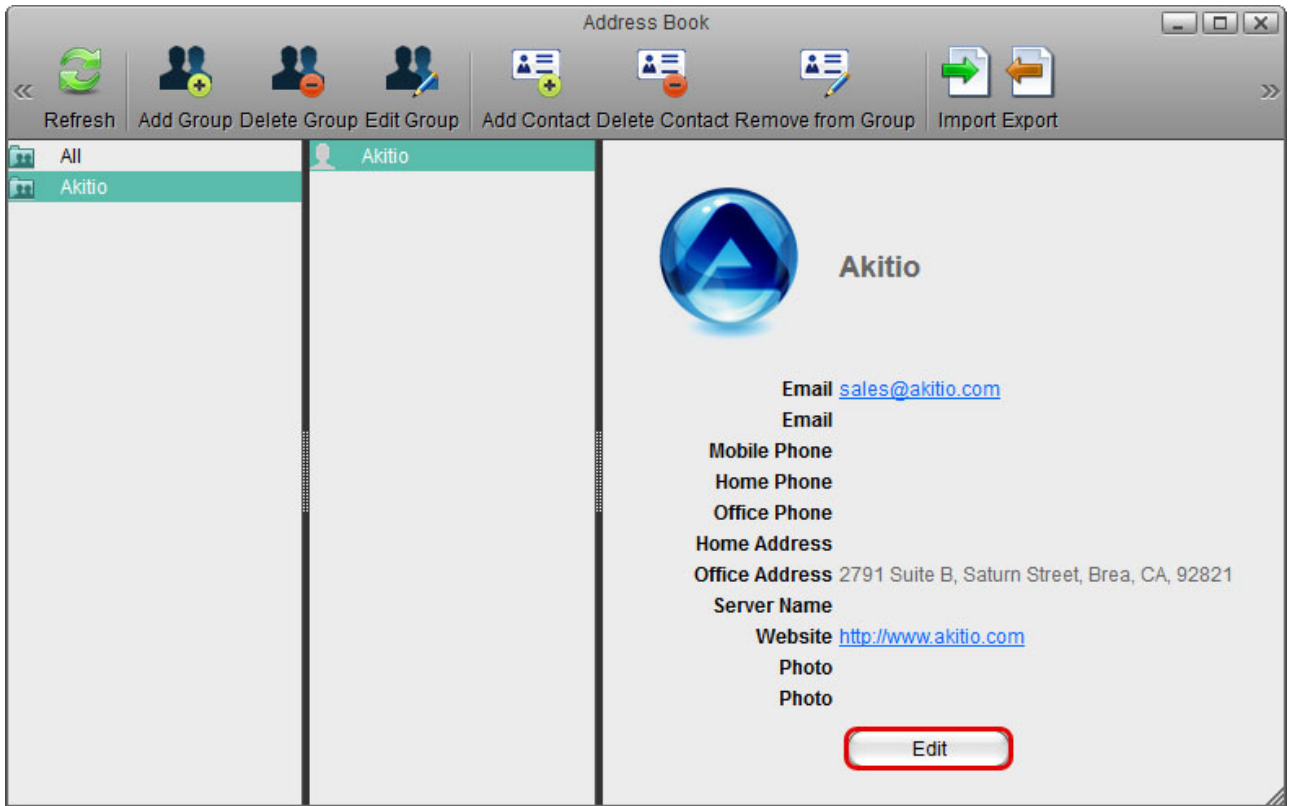 Address Book
Refresh Add Group Delete Group Edit Group Add Contact Delete Contact Remove from Group Import Export
All
Akitio
Akitio
Akitio
Email sales@akitio.com
Email
Mobile Phone
Home Phone
Office Phone
Home Address
Office Address 2791 Suite B, Saturn Street, Brea, CA, 92821
Server Name
Website http://www.akitio.com
Photo
Photo
Edit